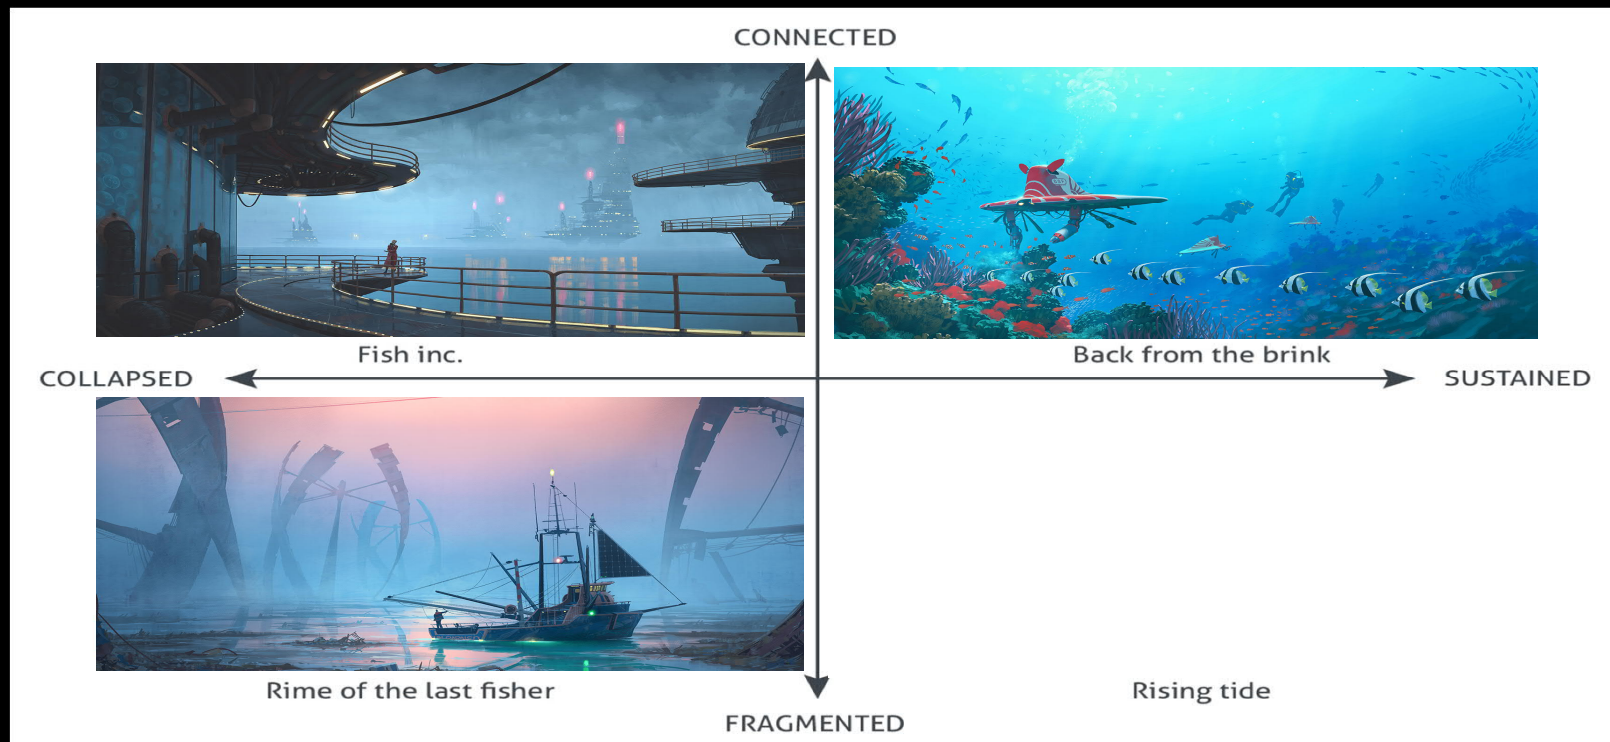 CONNECTED
Fish inc.
Back from the brink
COLLAPSED
SUSTAINED
Rime of the last fisher
Rising tide
FRAGMENTED